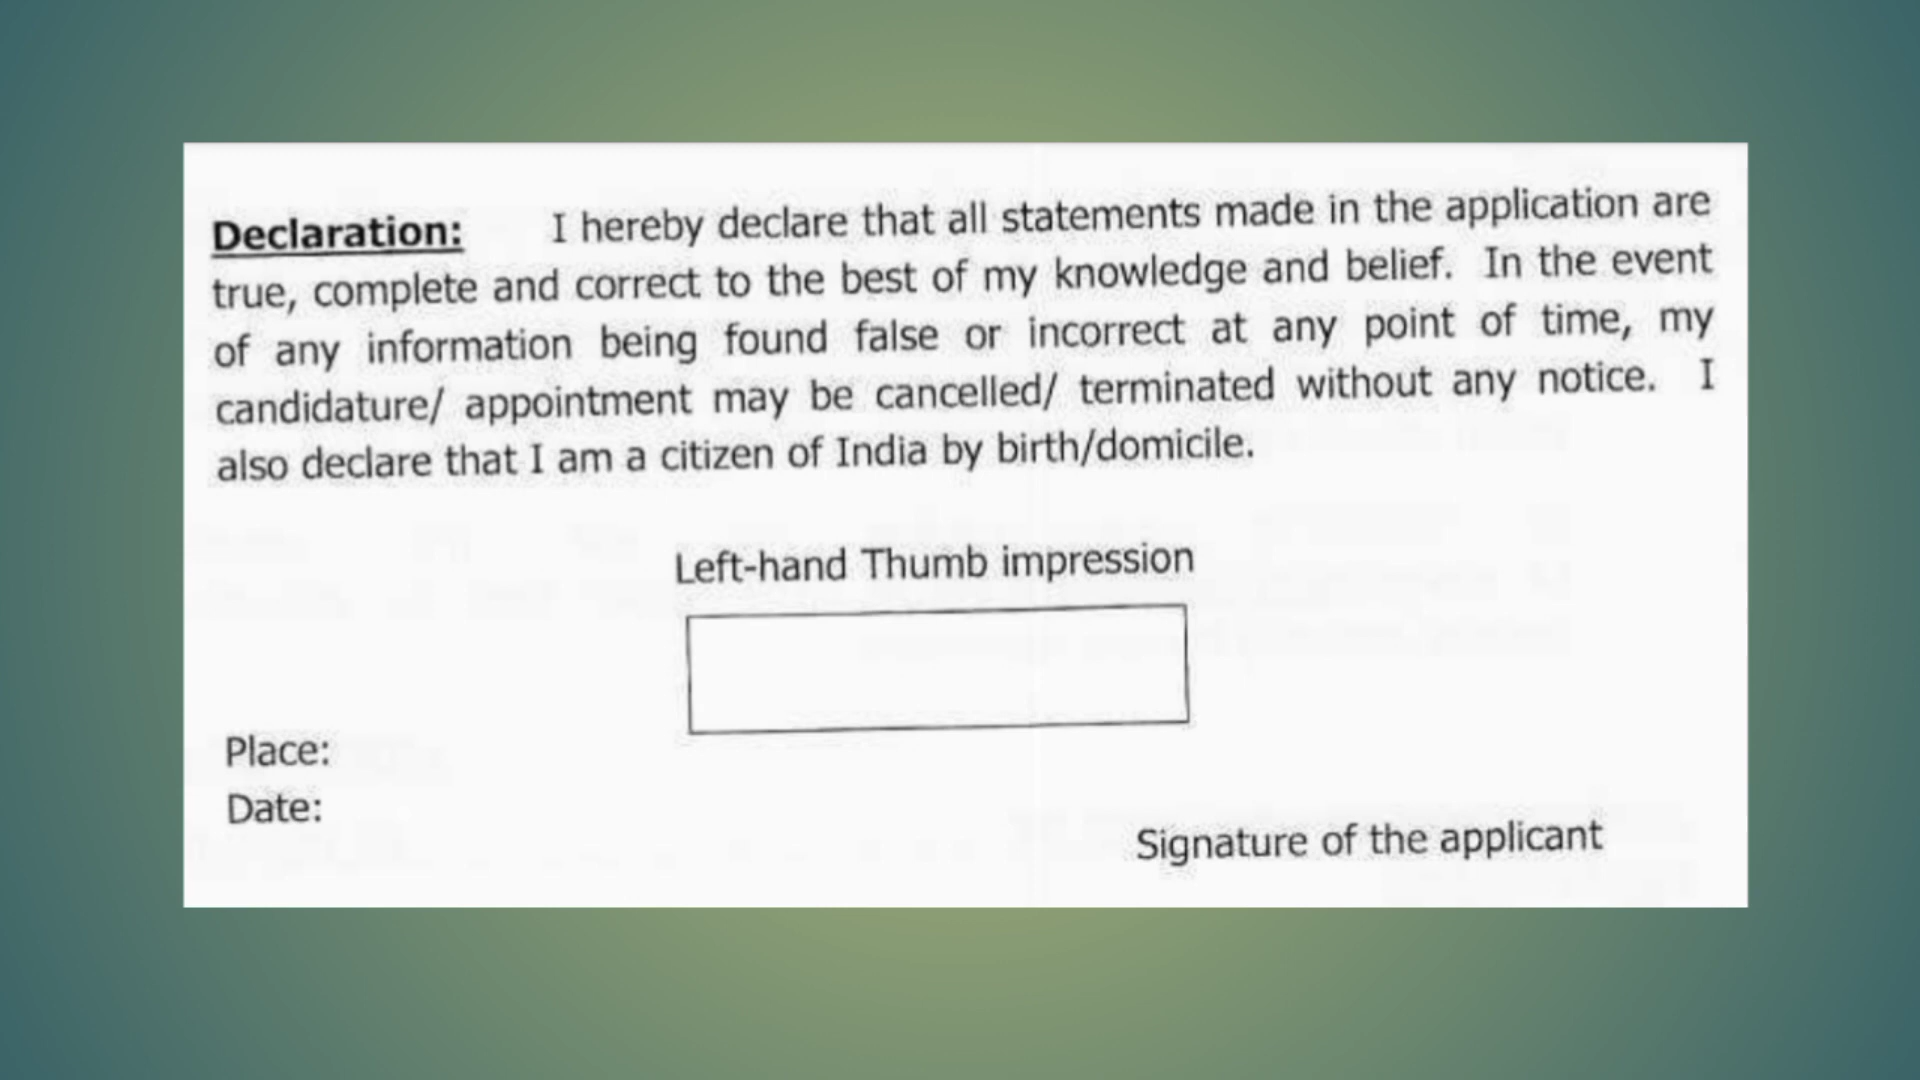 Declaration: I hereby declare that all statements made in the application are
true, complete and correct to the best of my knowledge and belief. In the event
of any information being found false or incorrect at any point of time, my
candidature/ appointment may be cancelled/ terminated without any notice. I
also declare that I am a citizen of India by birth/domicile.
Left-hand Thumb impression
Place:
Date:
Signature of the applicant